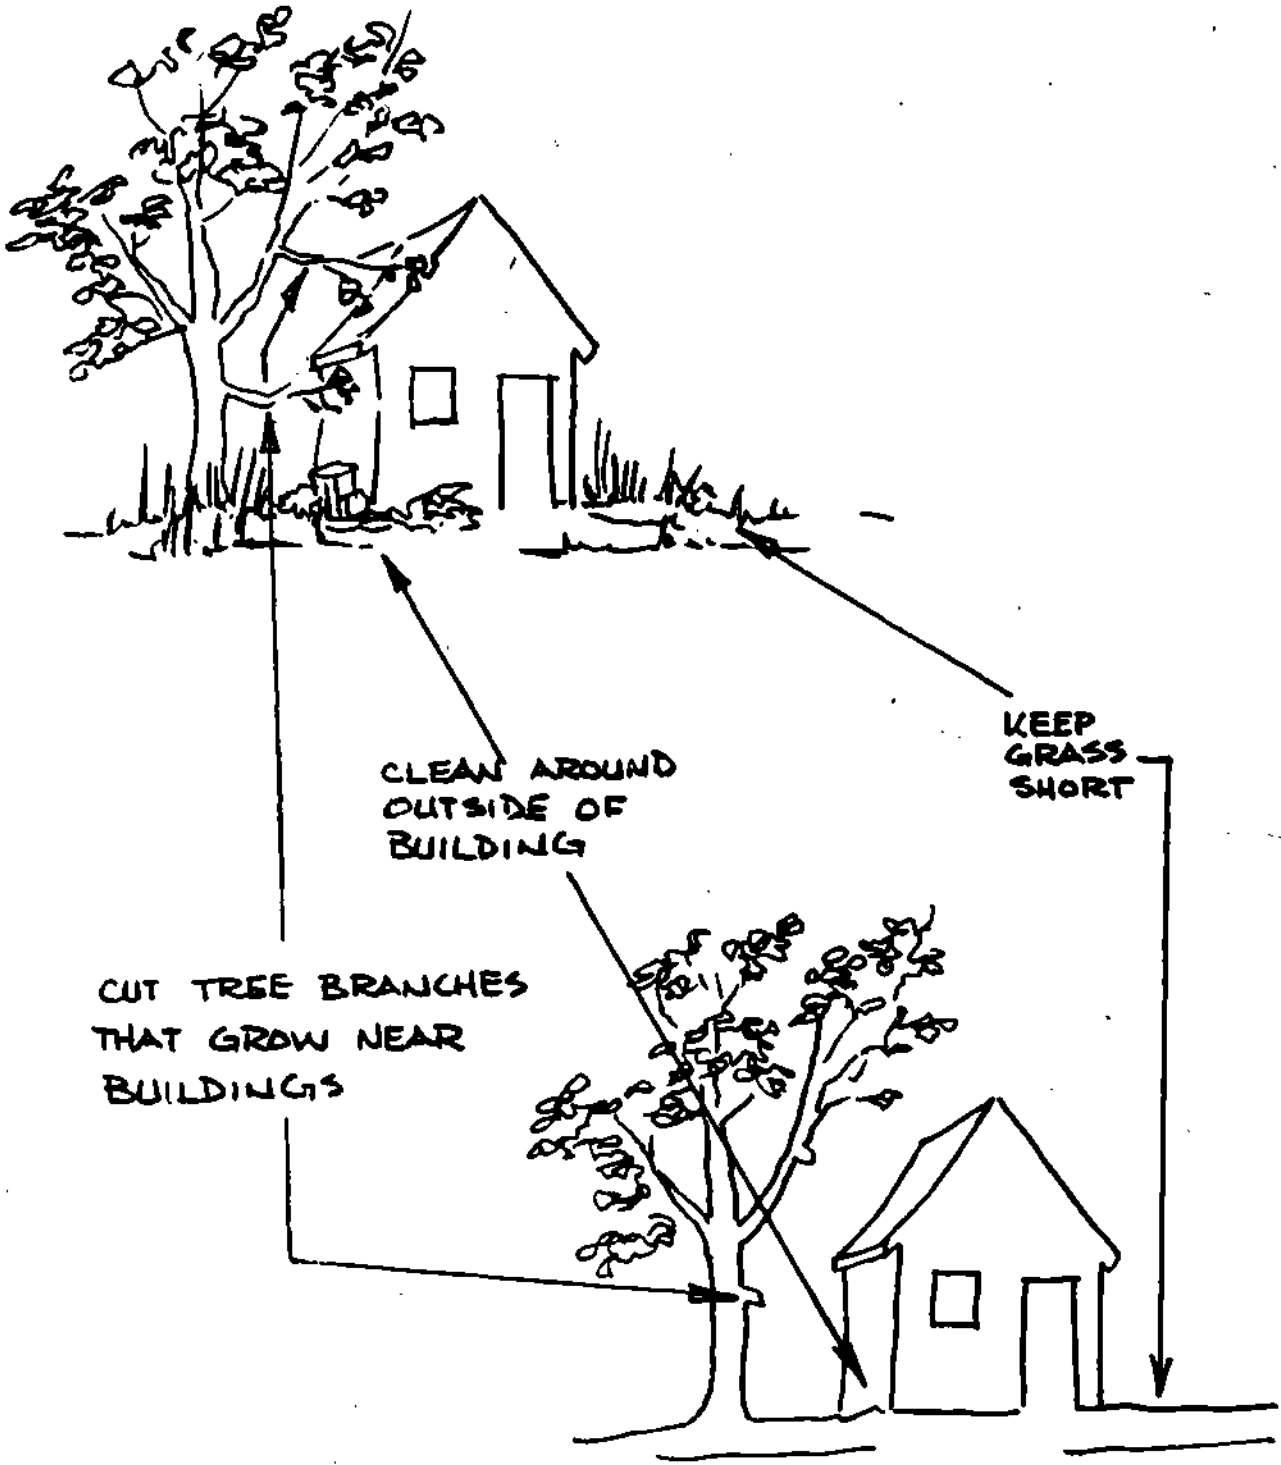 KEEP
GRASS
SHORT
CLEAN AROUND
OUTSIDE OF
BUILDING
CUT TREE BRANCHES
THAT GROW NEAR
BUILDINGS